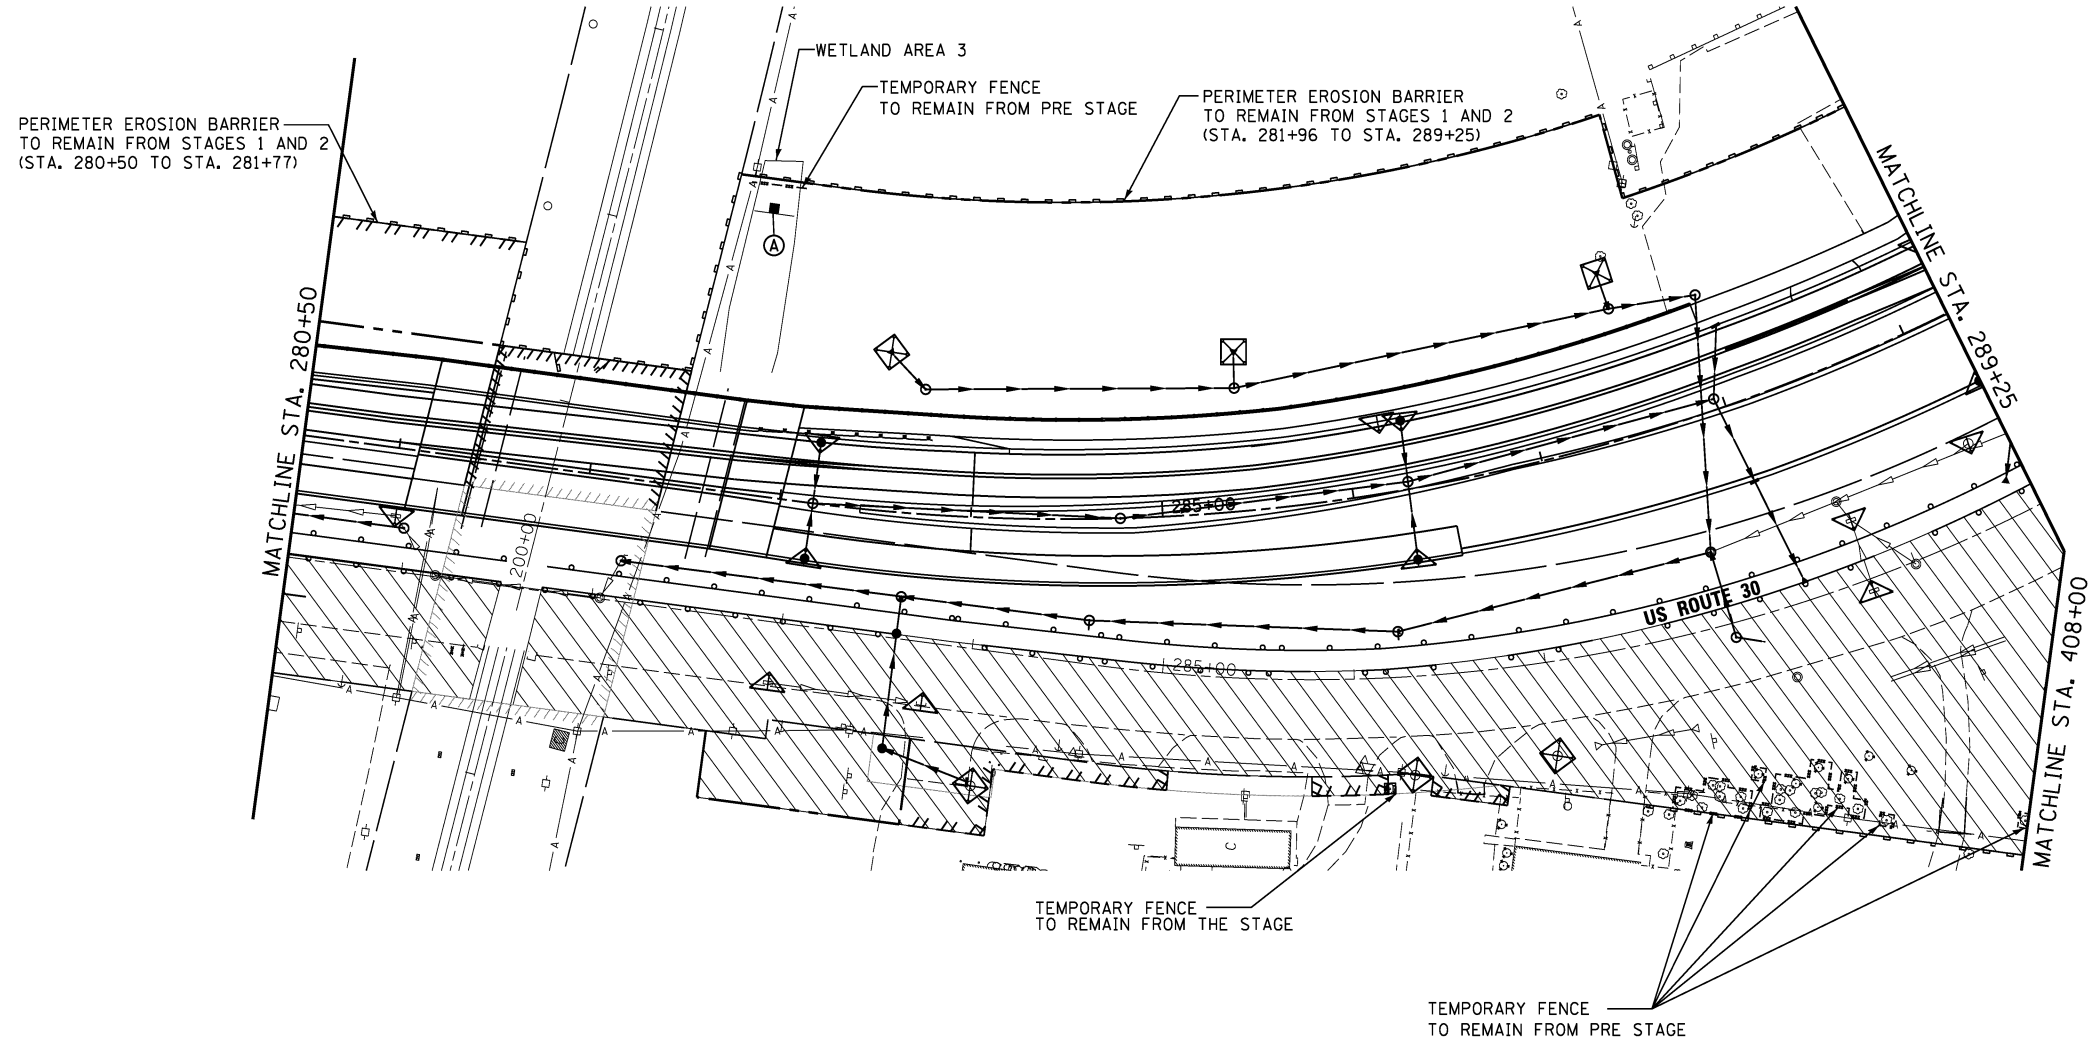 WETLAND AREA 3
TEMPORARY FENCE
TO REMAIN FROM PRE STAGE
PERIMETER EROSION BARRIER
TO REMAIN FROM STAGES 1 AND 2
(STA. 281+96 TO STA. 289+25)
PERIMETER EROSION BARRIER
TO REMAIN FROM STAGES 1 AND 2
(STA. 280+50 TO STA. 281+77)
A
MATCHLINE STA. 280+50
MATCHLINE STA. 289+25
285+00
200+00
US ROUTE 30
285+00
MATCHLINE STA. 408+00
C
TEMPORARY FENCE
TO REMAIN FROM THE STAGE
TEMPORARY FENCE
TO REMAIN FROM PRE STAGE